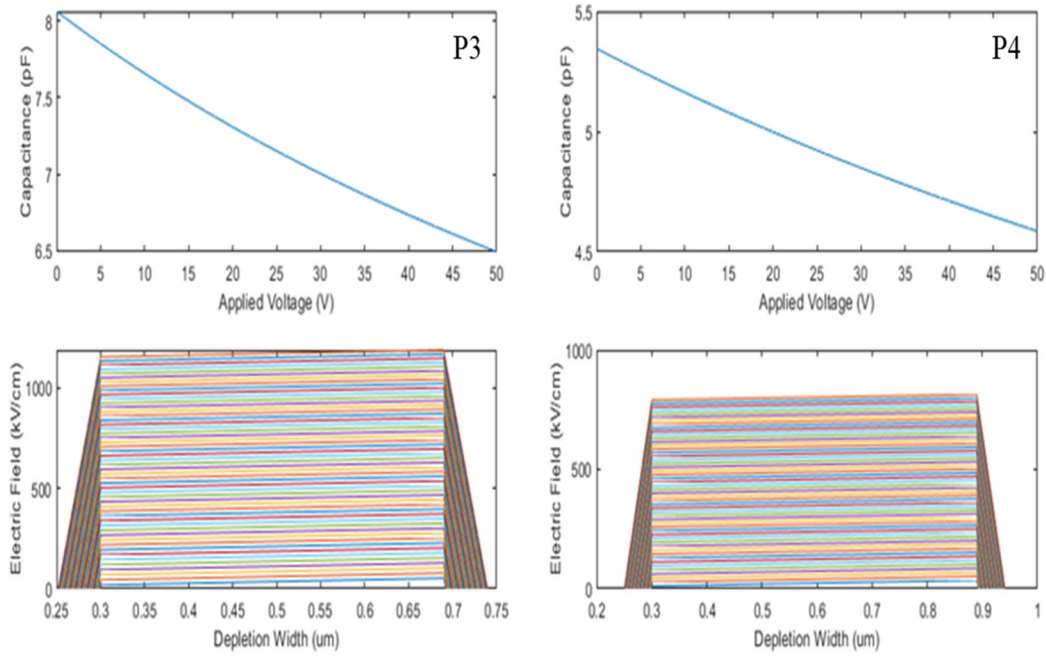 P3
Capacitance (pF)
8
7.5
7
6.5
0 5 10 15 20 25 30 35 40 45 50
Applied Voltage (V)
P4
Capacitance (pF)
5.5
5
4.5
0 5 10 15 20 25 30 35 40 45 50
Applied Voltage (V)
Electric Field (kV/cm)
1000
500
0
0.25 0.3 0.35 0.4 0.45 0.5 0.55 0.6 0.65 0.7 0.75
Depletion Width (um)
Electric Field (kV/cm)
1000
500
0
0.2 0.3 0.4 0.5 0.6 0.7 0.8 0.9 1
Depletion Width (um)